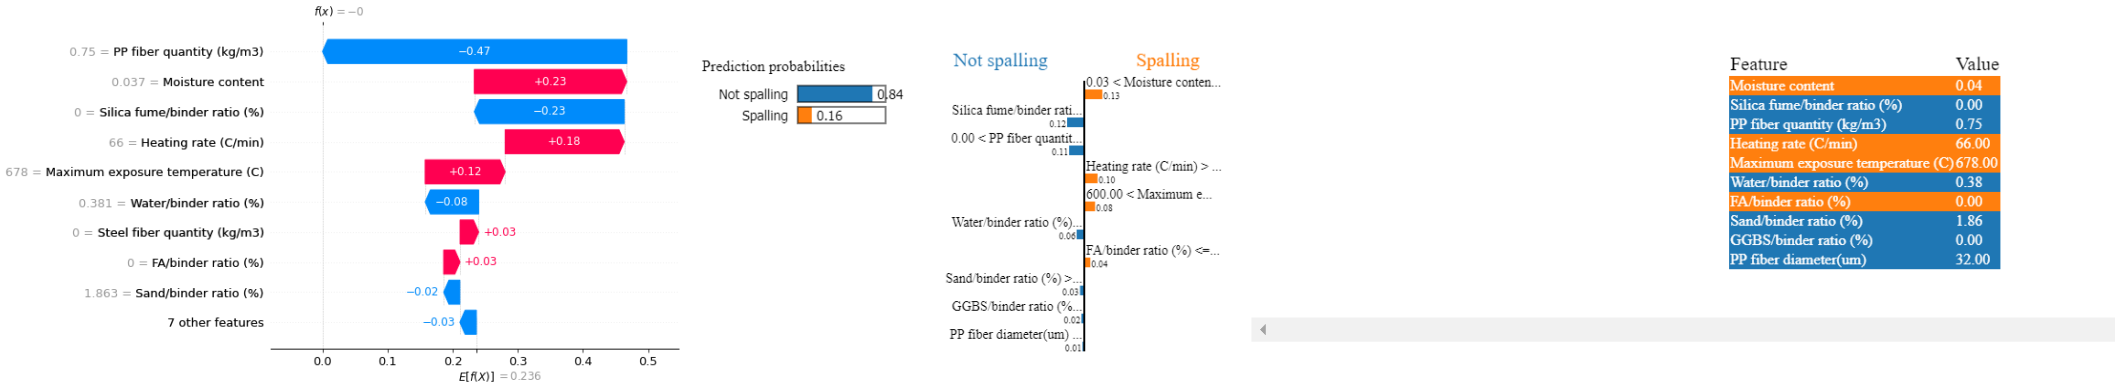 f(x) = −0
0.75 = PP fiber quantity (kg/m3)
−0.47
0.037 = Moisture content
+0.23
0 = Silica fume/binder ratio (%)
−0.23
66 = Heating rate (C/min)
+0.18
678 = Maximum exposure temperature (C)
+0.12
0.381 = Water/binder ratio (%)
−0.08
0 = Steel fiber quantity (kg/m3)
+0.03
0 = FA/binder ratio (%)
+0.03
1.863 = Sand/binder ratio (%)
−0.02
7 other features
−0.03
0.0 0.1 0.2 0.3 0.4 0.5
E[f(X)] = 0.236
Prediction probabilities
Not spalling 0.84
Spalling 0.16
Not spalling Spalling
0.03 < Moisture conten...
0.13
Silica fume/binder rati...
0.12
0.00 < PP fiber quantit...
0.11
Heating rate (C/min) > ...
0.10
600.00 < Maximum e...
0.08
Water/binder ratio (%)...
0.06
FA/binder ratio (%) <=...
0.04
Sand/binder ratio (%) >...
0.03
GGBS/binder ratio (%...
0.02
PP fiber diameter(um) ...
0.01
Feature Value
Moisture content 0.04
Silica fume/binder ratio (%) 0.00
PP fiber quantity (kg/m3) 0.75
Heating rate (C/min) 66.00
Maximum exposure temperature (C) 678.00
Water/binder ratio (%) 0.38
FA/binder ratio (%) 0.00
Sand/binder ratio (%) 1.86
GGBS/binder ratio (%) 0.00
PP fiber diameter(um) 32.00